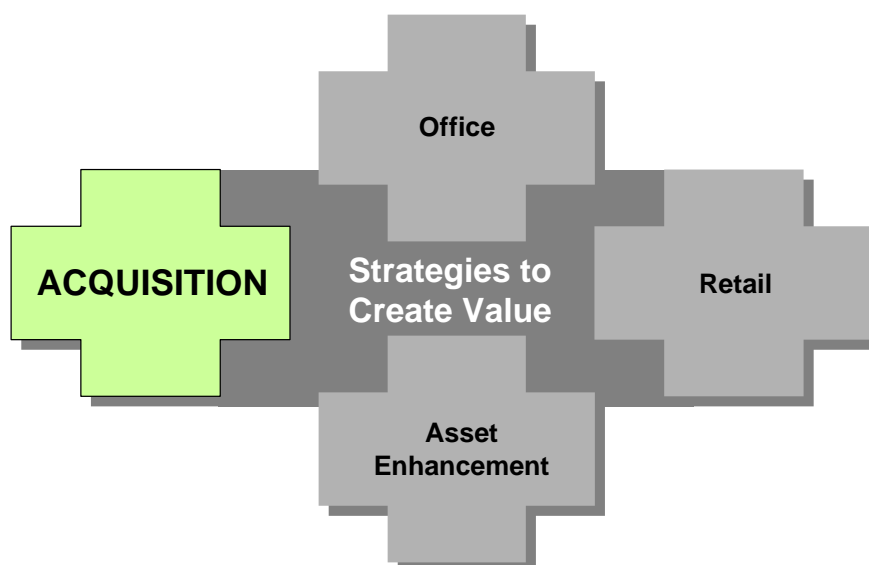 Office
ACQUISITION
Strategies to
Create Value
Retail
Asset
Enhancement